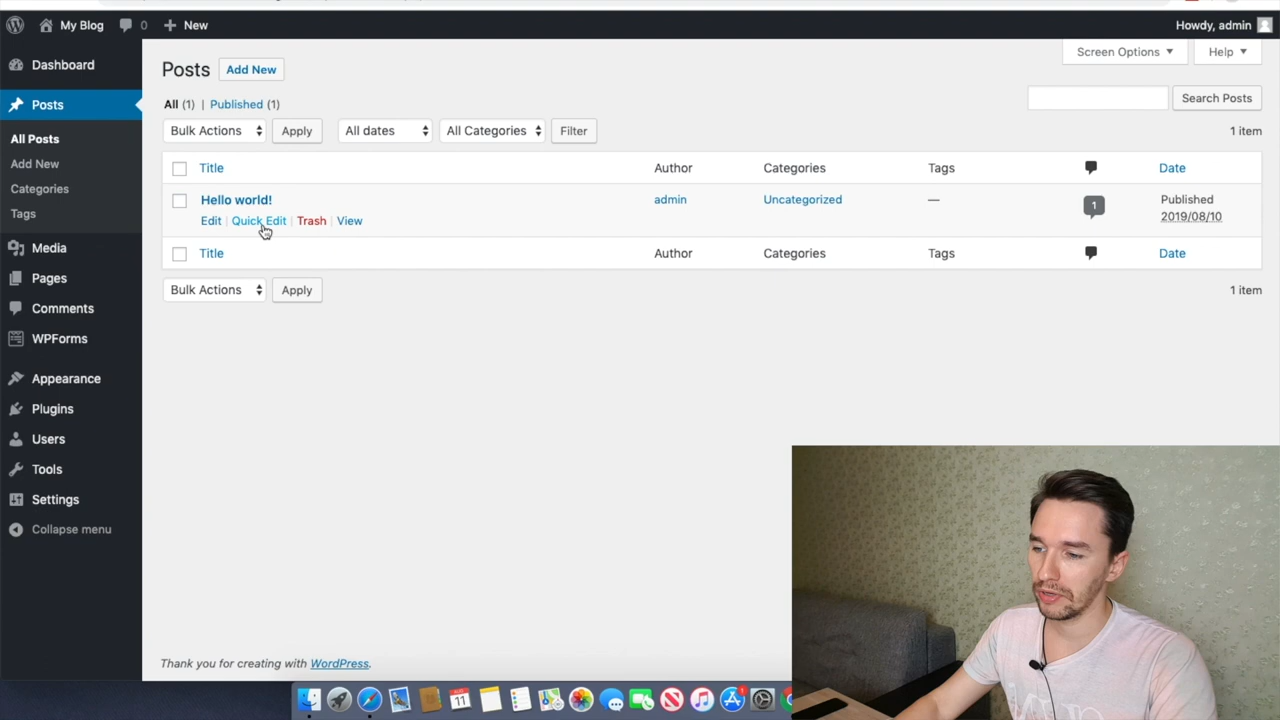 My Blog 0 New Howdy, admin
Dashboard
Posts
All Posts
Add New
Categories
Tags
Media
Pages
Comments
WPForms
Appearance
Plugins
Users
Tools
Settings
Collapse menu
Screen Options Help
Posts Add New
All (1) | Published (1)
Search Posts
Bulk Actions Apply All dates All Categories Filter 1 item
Title Author Categories Tags Date
Hello world! admin Uncategorized — 1 Published
2019/08/10
Edit | Quick Edit | Trash | View
Title Author Categories Tags Date
Bulk Actions Apply 1 item
Thank you for creating with WordPress.
11